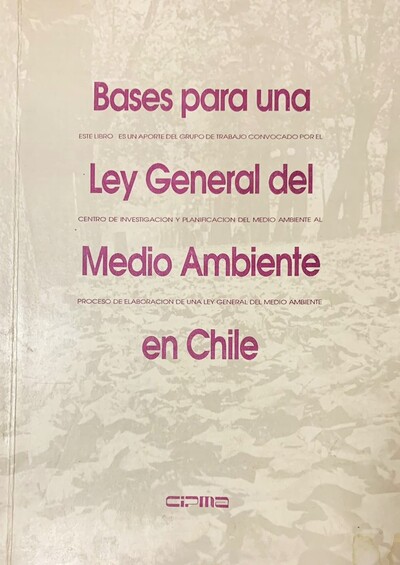 Bases para una
ESTE LIBRO ES UN APORTE DEL GRUPO DE TRABAJO CONVOCADO POR EL
Ley General del
CENTRO DE INVESTIGACION Y PLANIFICACION DEL MEDIO AMBIENTE AL
Medio Ambiente
PROCESO DE ELABORACION DE UNA LEY GENERAL DEL MEDIO AMBIENTE
en Chile
CIPMA